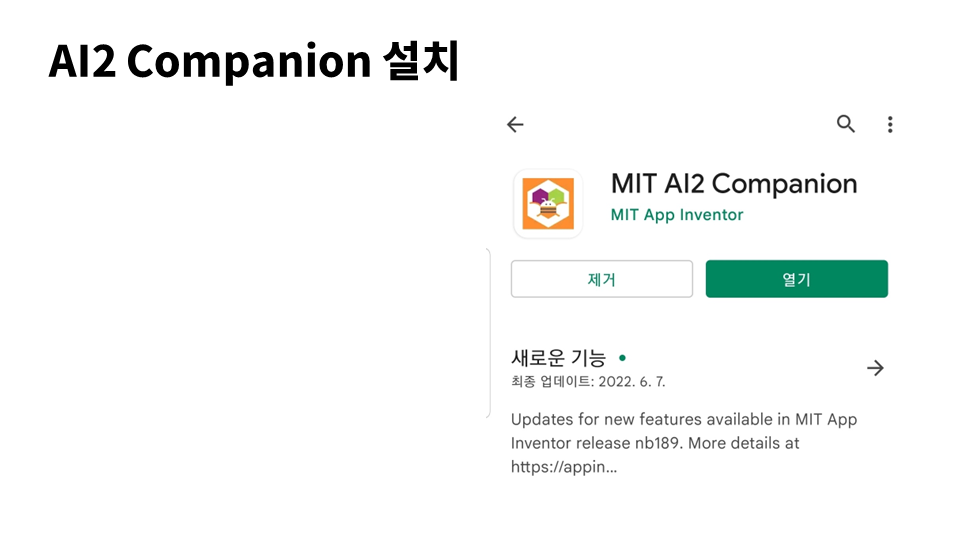 AI2 Companion 설치
MIT AI2 Companion
MIT App Inventor
제거
열기
새로운 기능
최종 업데이트: 2022. 6. 7.
Updates for new features available in MIT App
Inventor release nb189. More details at
https://appin...